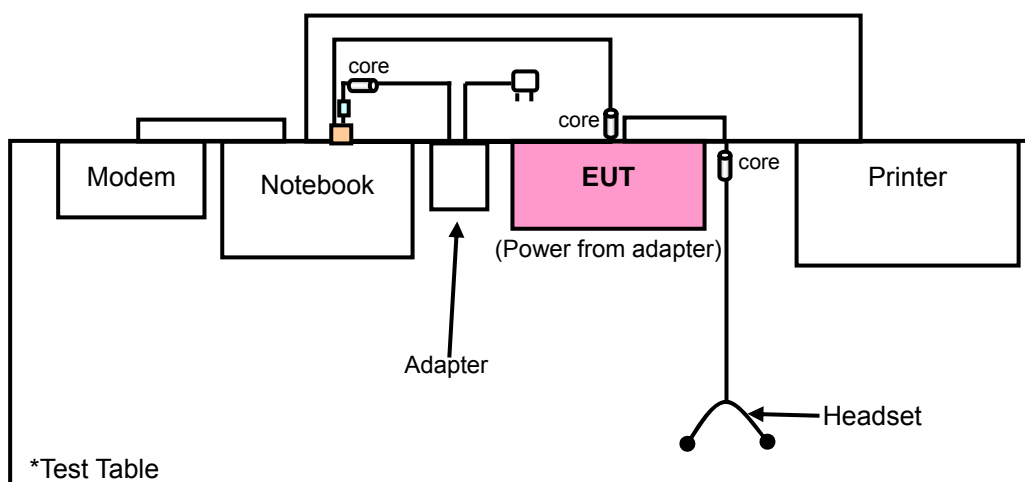 core
core
Modem
Notebook
EUT
core
Printer
(Power from adapter)
Adapter
Headset
*Test Table